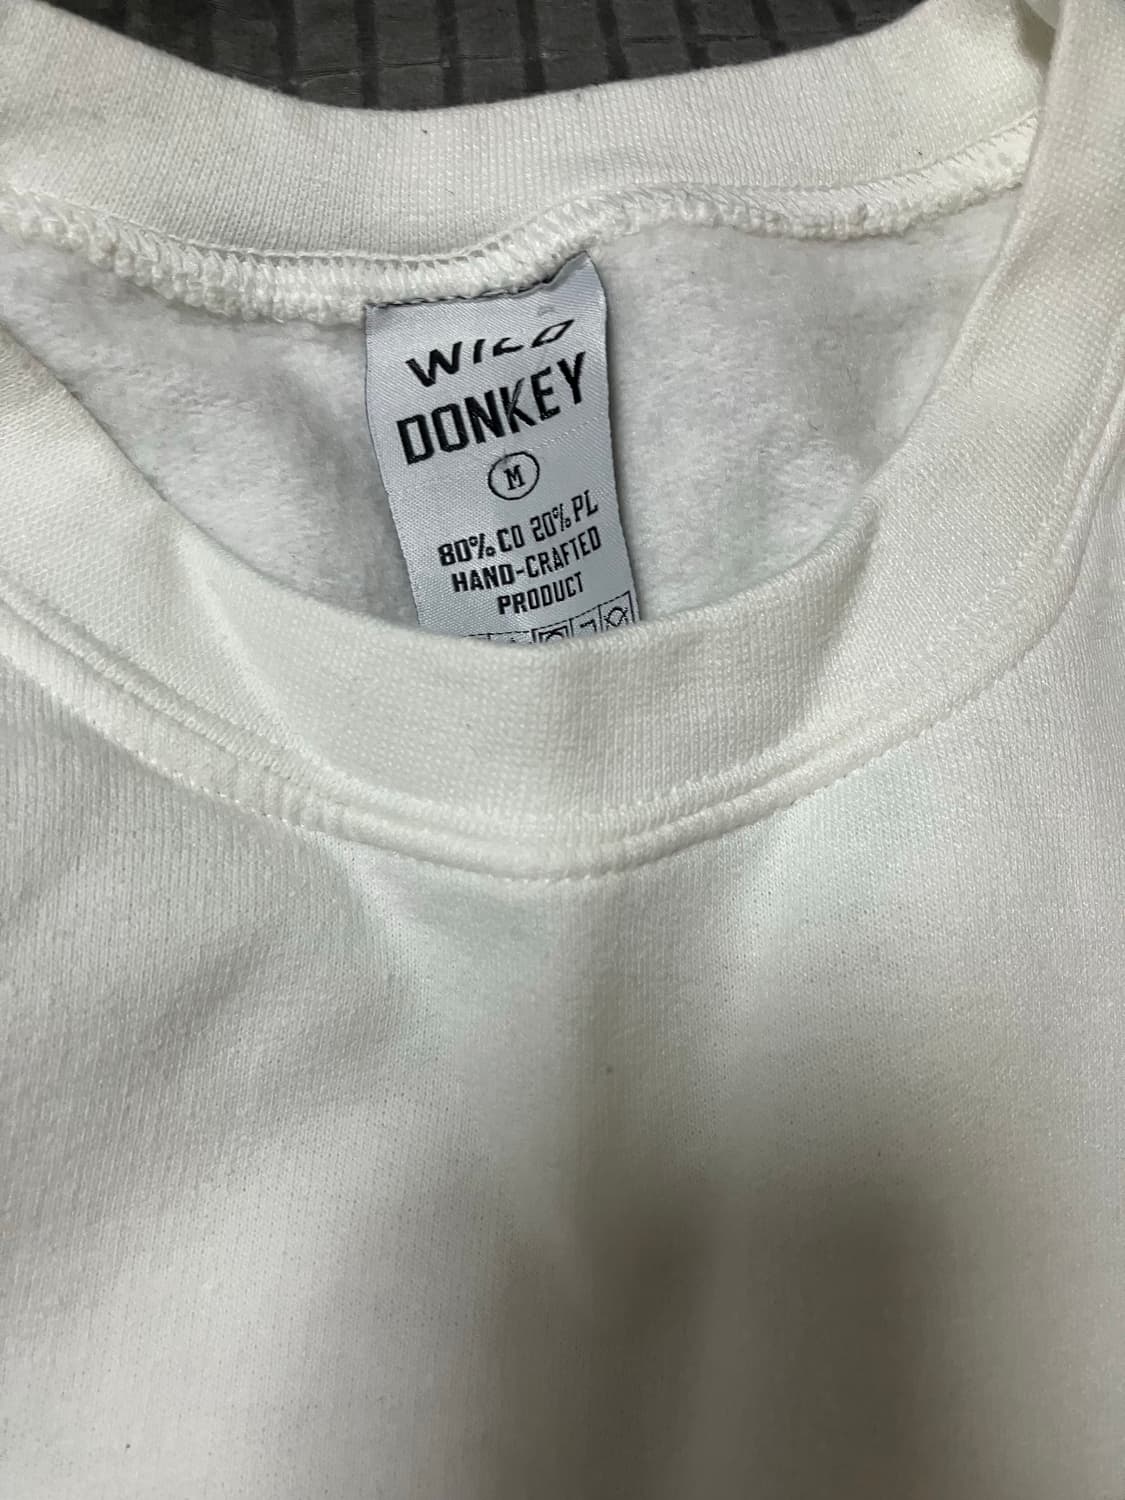 WILD
DONKEY
M
80% CO 20% PL
HAND-CRAFTED
PRODUCT